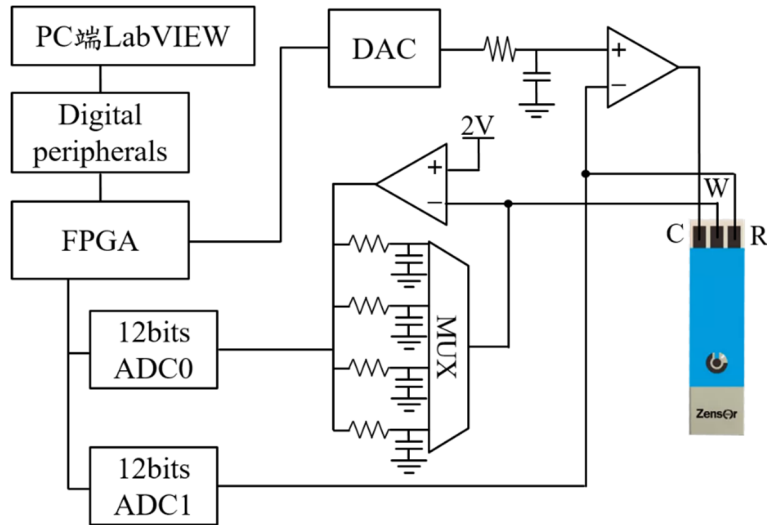 PC端LabVIEW
DAC
+
−
Digital
peripherals
2V
+
−
W
FPGA
C
R
MUX
12bits
ADC0
Zensor
12bits
ADC1